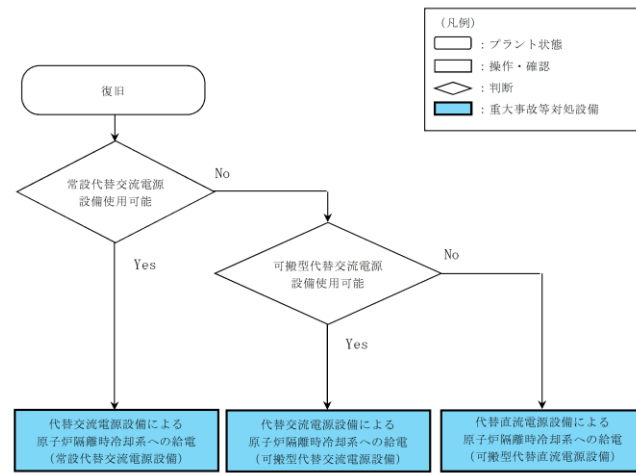 (凡例)
：プラント状態
：操作・確認
：判断
：重大事故等対処設備
復旧
常設代替交流電源
設備使用可能
No
Yes
可搬型代替交流電源
設備使用可能
No
Yes
代替交流電源設備による
原子炉隔離時冷却系への給電
(常設代替交流電源設備)
代替交流電源設備による
原子炉隔離時冷却系への給電
(可搬型代替交流電源設備)
代替直流電源設備による
原子炉隔離時冷却系への給電
(可搬型代替直流電源設備)